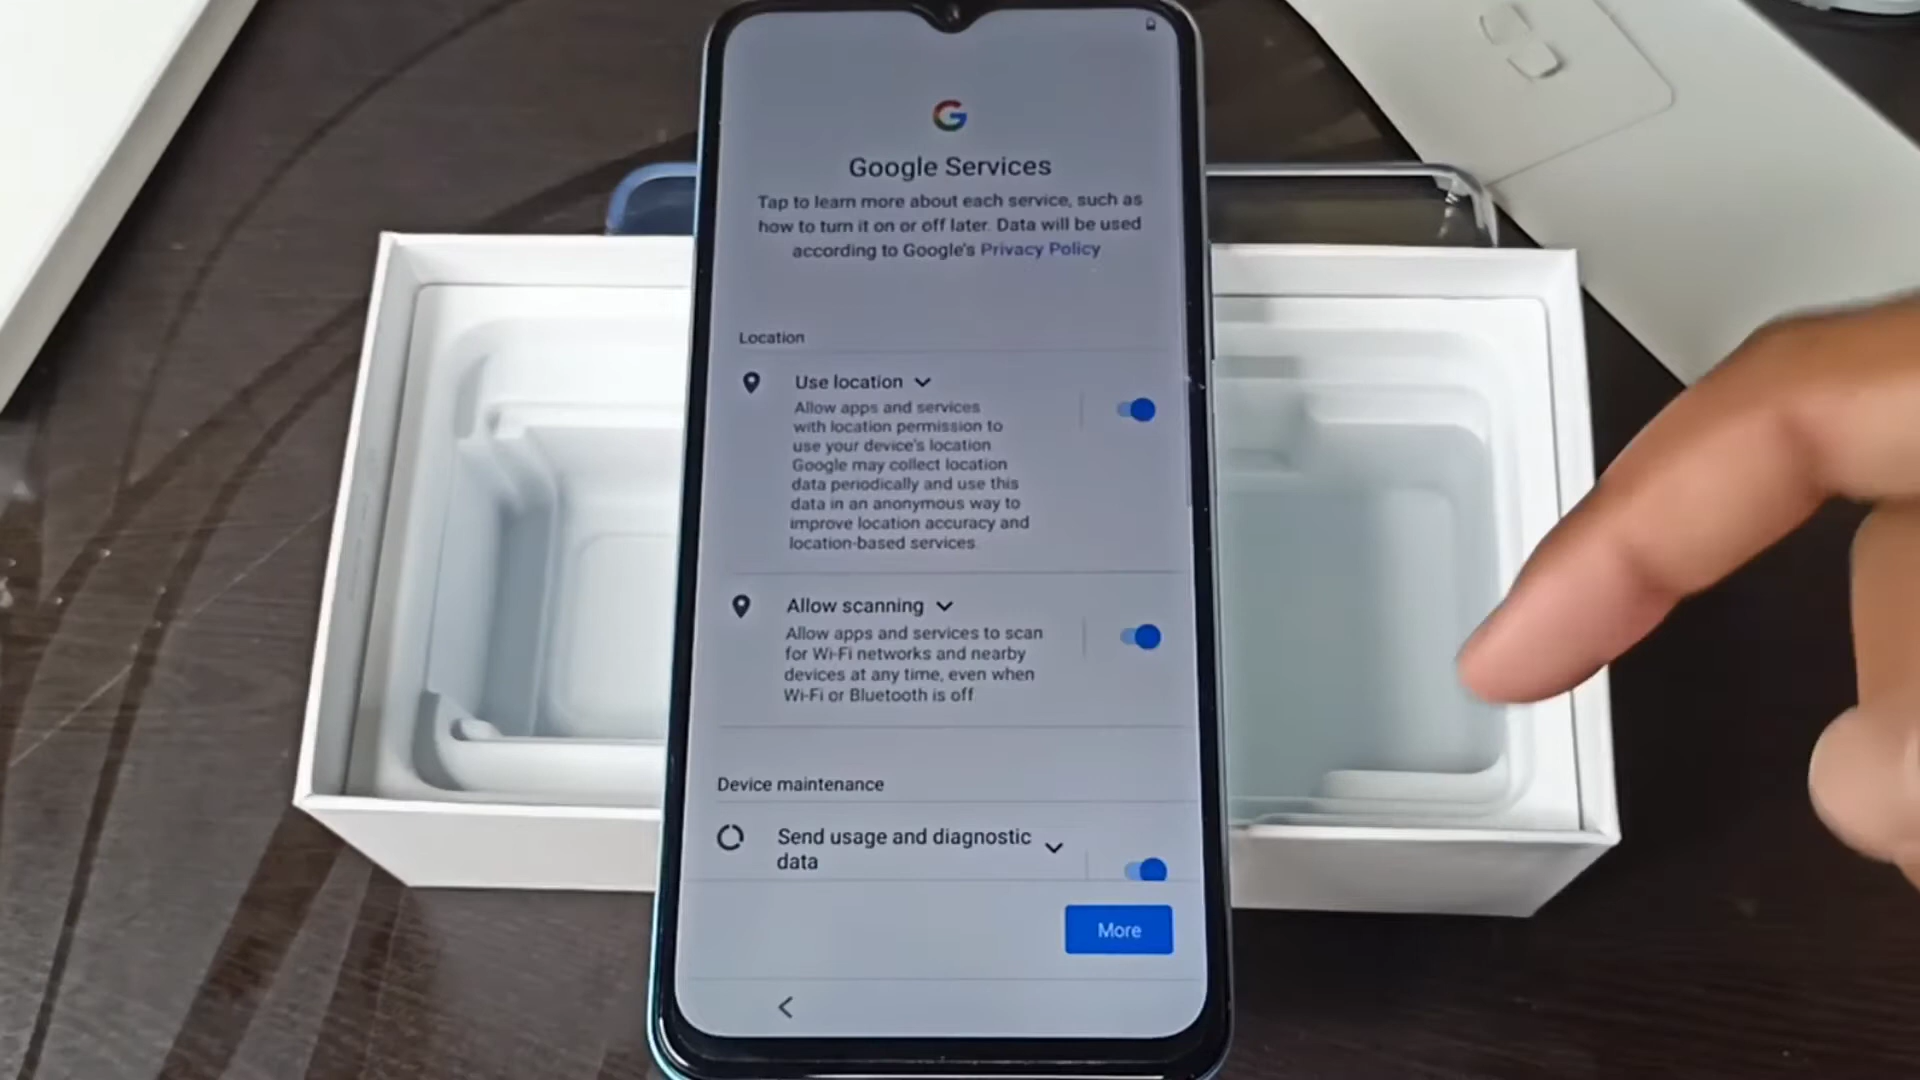 Google Services
Tap to learn more about each service, such as
how to turn it on or off later. Data will be used
according to Google's Privacy Policy
Location
Use location
Allow apps and services
with location permission to
use your device's location.
Google may collect location
data periodically and use this
data in an anonymous way to
improve location accuracy and
location-based services.
Allow scanning
Allow apps and services to scan
for Wi-Fi networks and nearby
devices at any time, even when
Wi-Fi or Bluetooth is off.
Device maintenance
Send usage and diagnostic
data
More